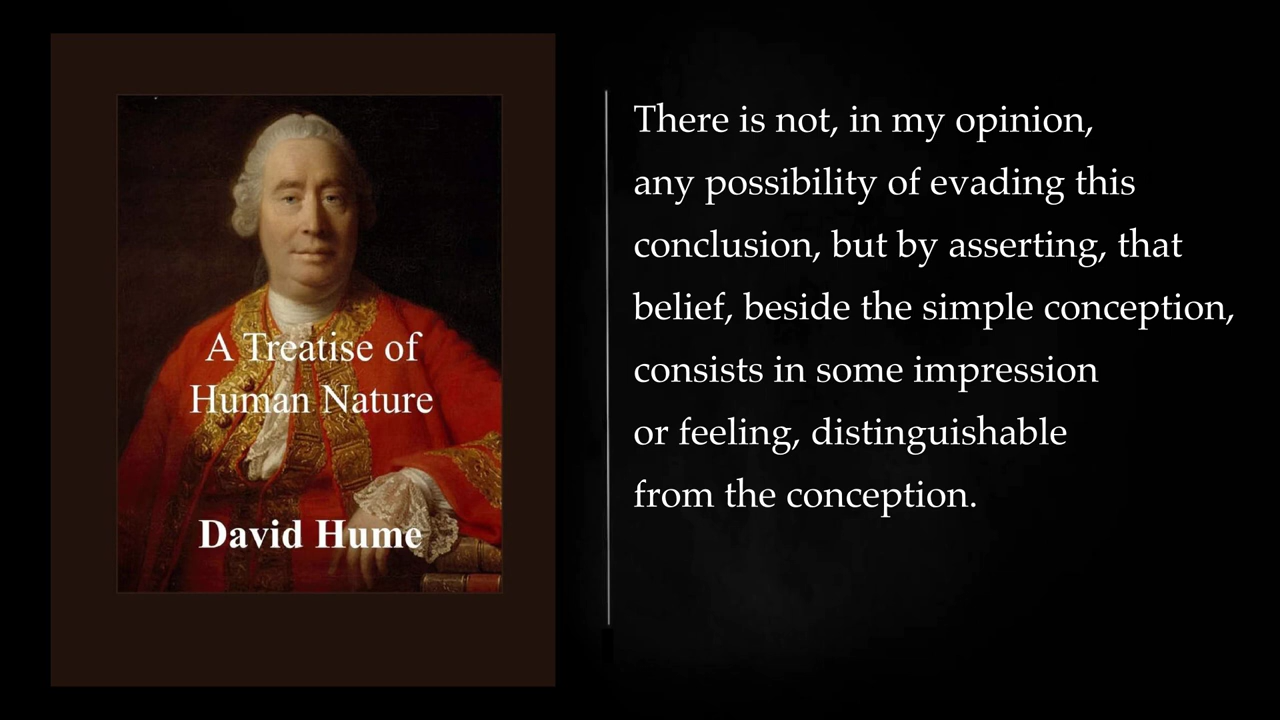 A Treatise of
Human Nature
David Hume
There is not, in my opinion,
any possibility of evading this
conclusion, but by asserting, that
belief, beside the simple conception,
consists in some impression
or feeling, distinguishable
from the conception.